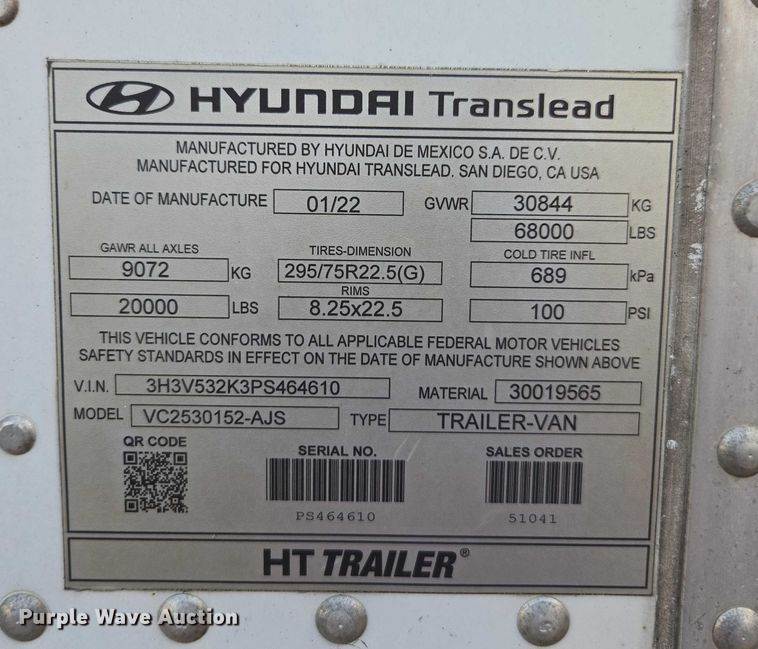 HYUNDAI Translead
MANUFACTURED BY HYUNDAI DE MEXICO S.A. DE C.V.
MANUFACTURED FOR HYUNDAI TRANSLEAD. SAN DIEGO, CA USA
DATE OF MANUFACTURE 01/22 GVWR 30844 KG
68000 LBS
GAWR ALL AXLES TIRES-DIMENSION COLD TIRE INFL
9072 KG 295/75R22.5(G) 689 kPa
RIMS
20000 LBS 8.25x22.5 100 PSI
THIS VEHICLE CONFORMS TO ALL APPLICABLE FEDERAL MOTOR VEHICLES
SAFETY STANDARDS IN EFFECT ON THE DATE OF MANUFACTURE SHOWN ABOVE
V.I.N. 3H3V532K3PS464610 MATERIAL 30019565
MODEL VC2530152-AJS TYPE TRAILER-VAN
QR CODE SERIAL NO. SALES ORDER
PS464610 51041
HT TRAILER®
Purple Wave Auction